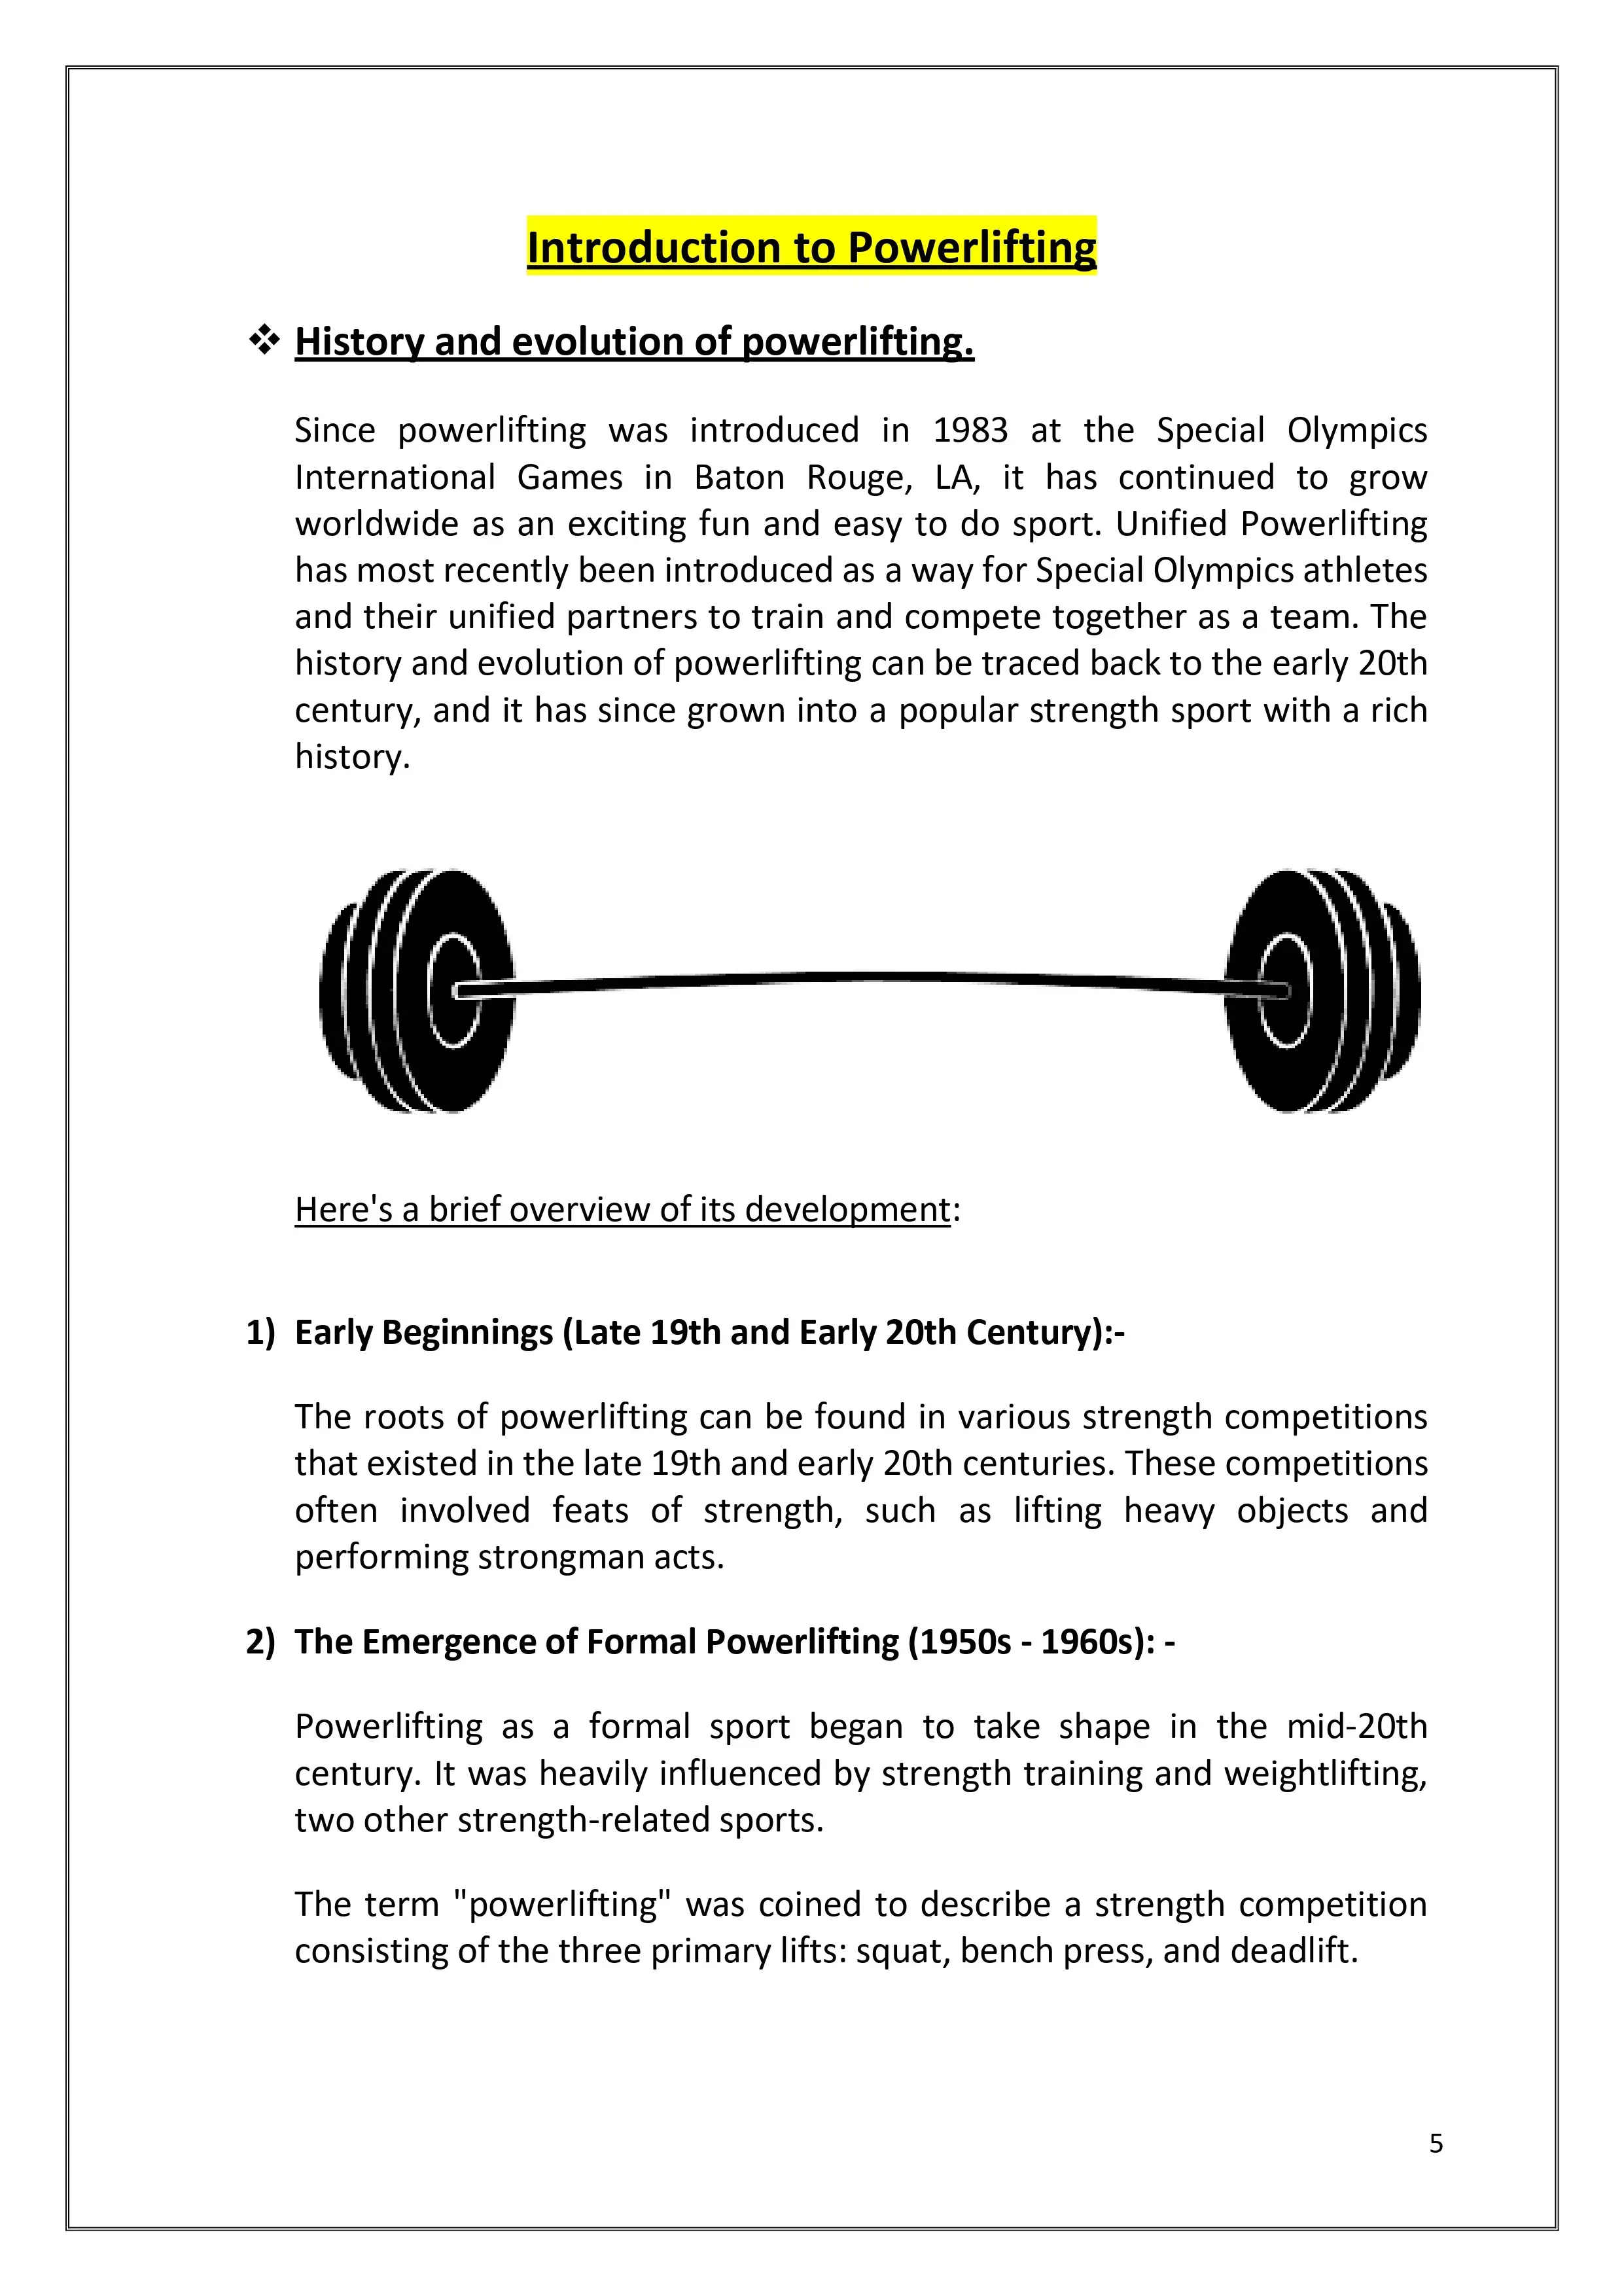 Introduction to Powerlifting
❖ History and evolution of powerlifting.
Since powerlifting was introduced in 1983 at the Special Olympics
International Games in Baton Rouge, LA, it has continued to grow
worldwide as an exciting fun and easy to do sport. Unified Powerlifting
has most recently been introduced as a way for Special Olympics athletes
and their unified partners to train and compete together as a team. The
history and evolution of powerlifting can be traced back to the early 20th
century, and it has since grown into a popular strength sport with a rich
history.
Here's a brief overview of its development:
1) Early Beginnings (Late 19th and Early 20th Century):-
The roots of powerlifting can be found in various strength competitions
that existed in the late 19th and early 20th centuries. These competitions
often involved feats of strength, such as lifting heavy objects and
performing strongman acts.
2) The Emergence of Formal Powerlifting (1950s - 1960s): -
Powerlifting as a formal sport began to take shape in the mid-20th
century. It was heavily influenced by strength training and weightlifting,
two other strength-related sports.
The term "powerlifting" was coined to describe a strength competition
consisting of the three primary lifts: squat, bench press, and deadlift.
5